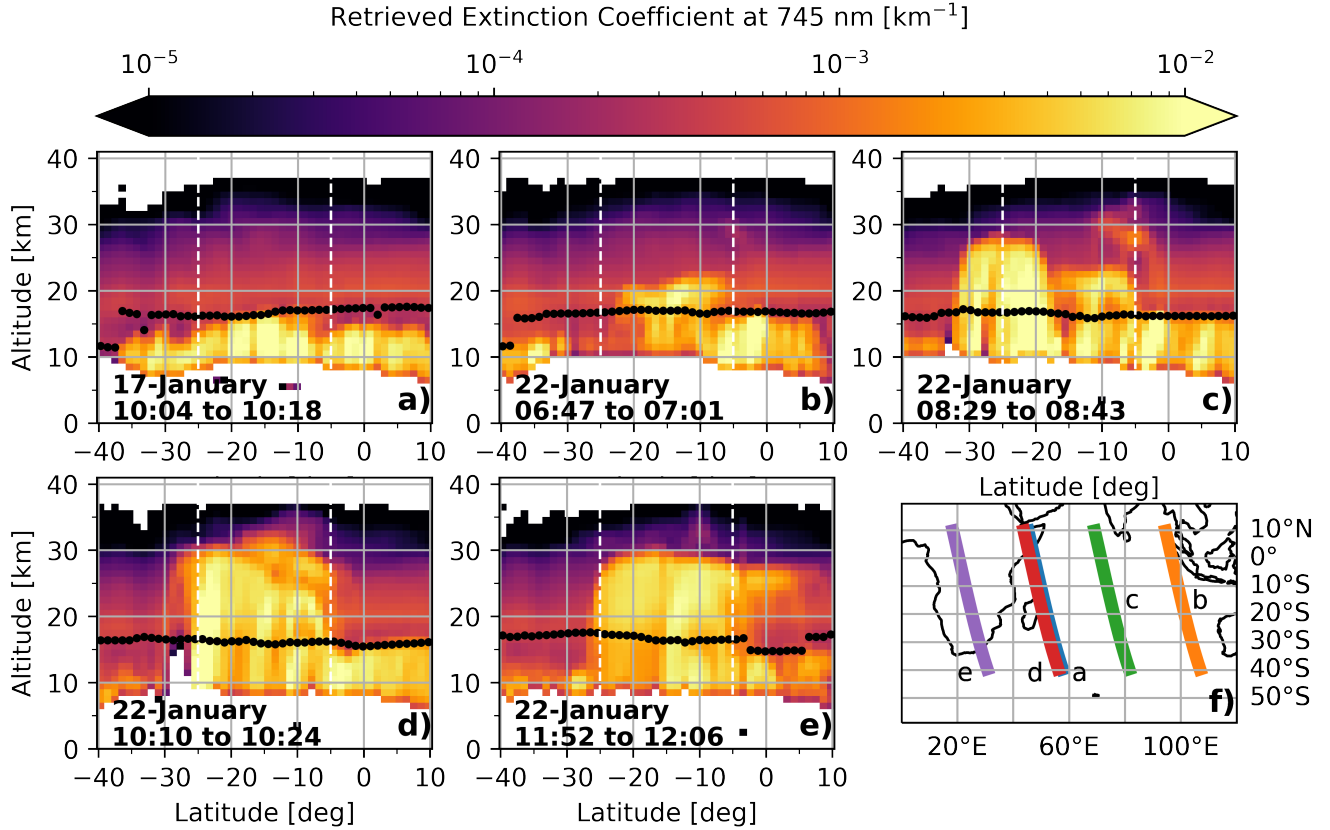 Retrieved Extinction Coefficient at 745 nm [km⁻¹]
10⁻⁵ 10⁻⁴ 10⁻³ 10⁻²
Altitude [km]
40
30
20
10
0
17-January
10:04 to 10:18
a)
−40 −30 −20 −10 0 10
40
30
20
10
0
22-January
06:47 to 07:01
b)
−40 −30 −20 −10 0 10
40
30
20
10
0
22-January
08:29 to 08:43
c)
−40 −30 −20 −10 0 10
Latitude [deg]
Altitude [km]
40
30
20
10
0
22-January
10:10 to 10:24
d)
−40 −30 −20 −10 0 10
Latitude [deg]
40
30
20
10
0
22-January
11:52 to 12:06
e)
−40 −30 −20 −10 0 10
Latitude [deg]
10°N
0°
10°S
20°S
30°S
40°S
50°S
c b
e d a
f)
20°E 60°E 100°E